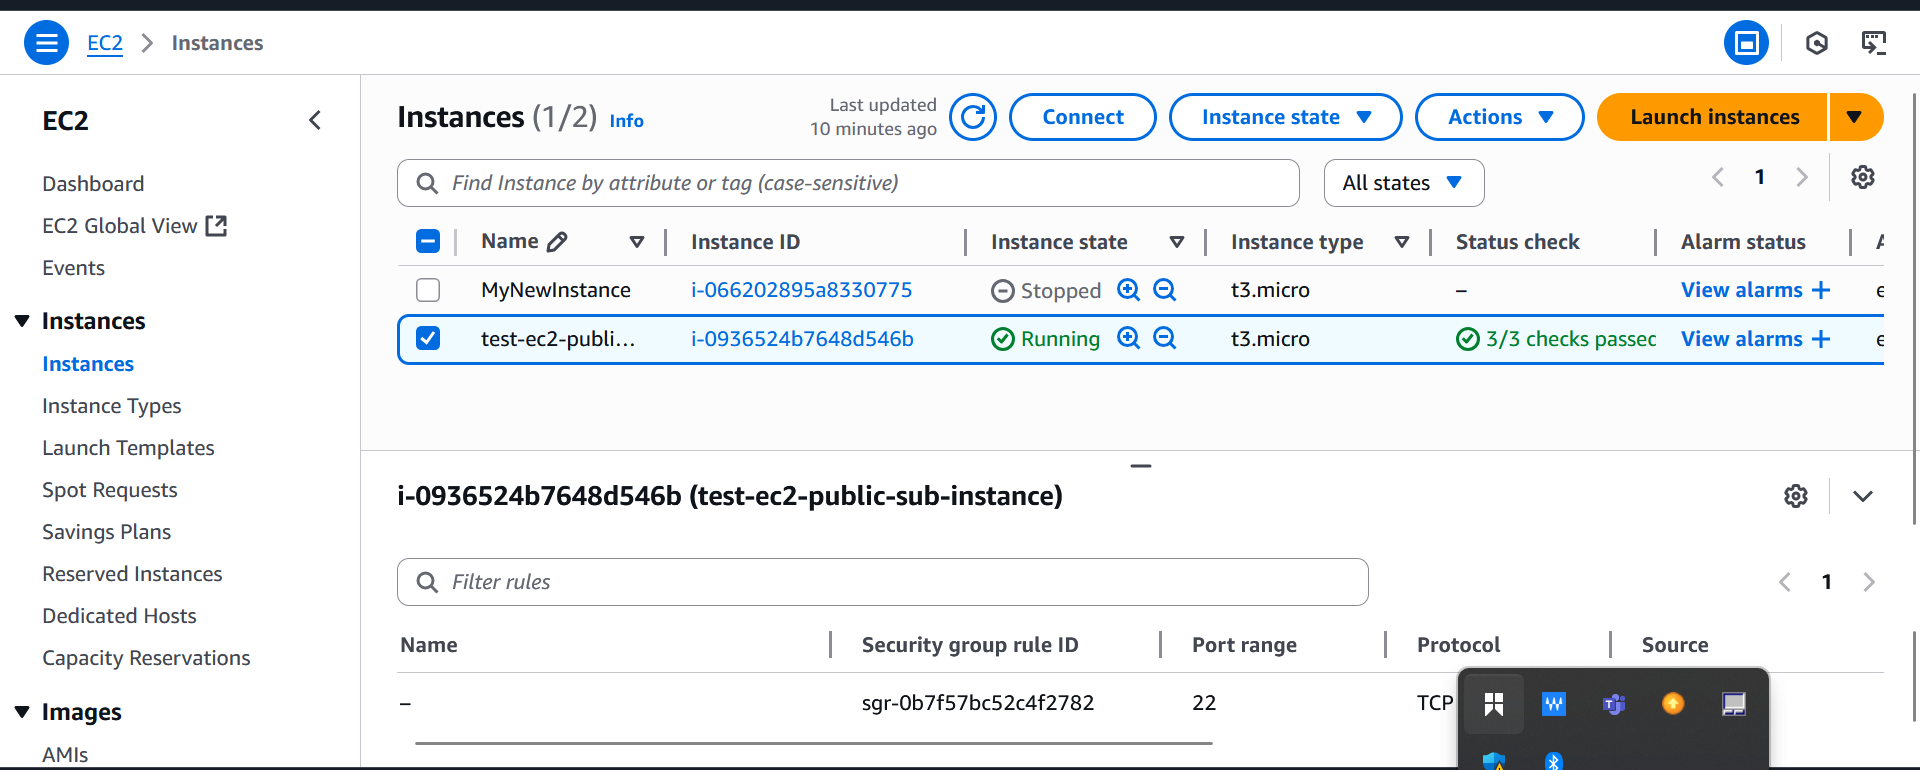 EC2 > Instances
EC2
Dashboard
EC2 Global View
Events
Instances
Instances
Instance Types
Launch Templates
Spot Requests
Savings Plans
Reserved Instances
Dedicated Hosts
Capacity Reservations
Images
AMIs
Instances (1/2) Info
Last updated
10 minutes ago
Connect
Instance state
Actions
Launch instances
Find Instance by attribute or tag (case-sensitive)
All states
1
Name Instance ID Instance state Instance type Status check Alarm status
MyNewInstance i-066202895a8330775 Stopped t3.micro – View alarms +
test-ec2-publi... i-0936524b7648d546b Running t3.micro 3/3 checks passed View alarms +
i-0936524b7648d546b (test-ec2-public-sub-instance)
Filter rules
1
Name Security group rule ID Port range Protocol Source
– sgr-0b7f57bc52c4f2782 22 TCP